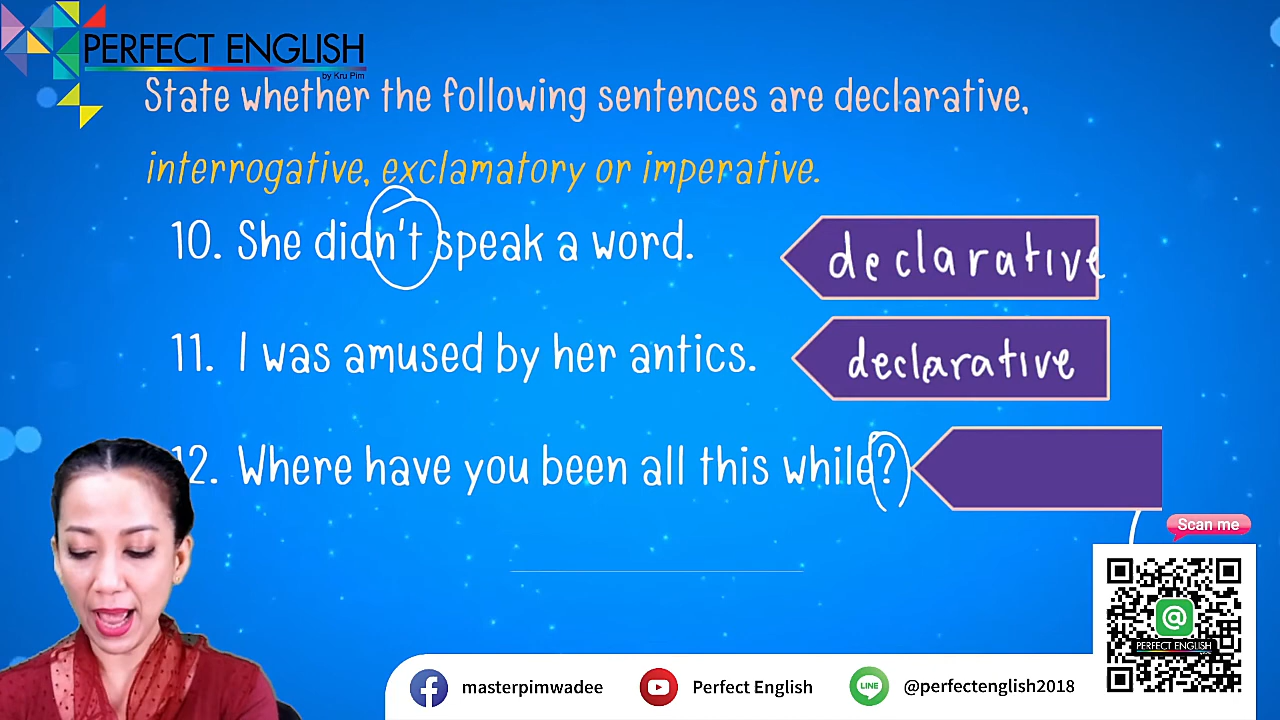 PERFECT ENGLISH
by Kru Pim
State whether the following sentences are declarative,
interrogative, exclamatory or imperative.
10. She didn't speak a word.
declarative
11. I was amused by her antics.
declarative
12. Where have you been all this while?
Scan me
@
PERFECT ENGLISH
masterpimwadee
Perfect English
LINE
@perfectenglish2018